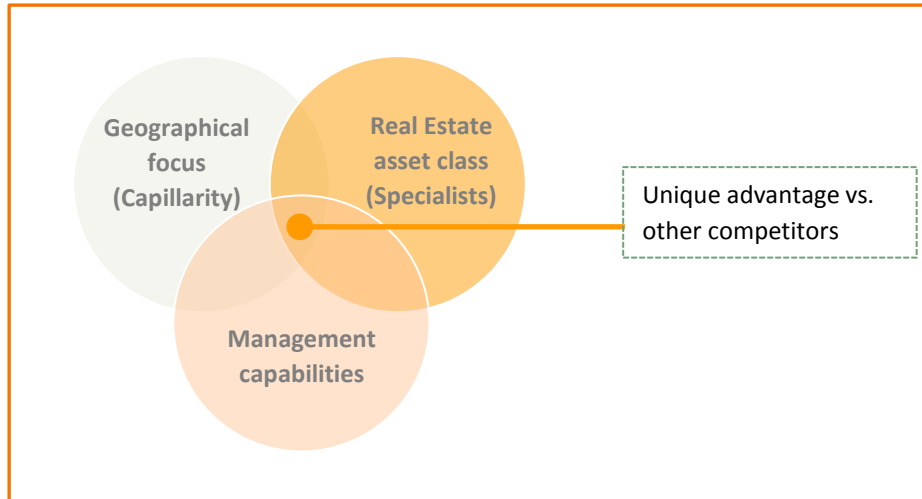 Geographical
focus
(Capillarity)
Real Estate
asset class
(Specialists)
Management
capabilities
Unique advantage vs.
other competitors